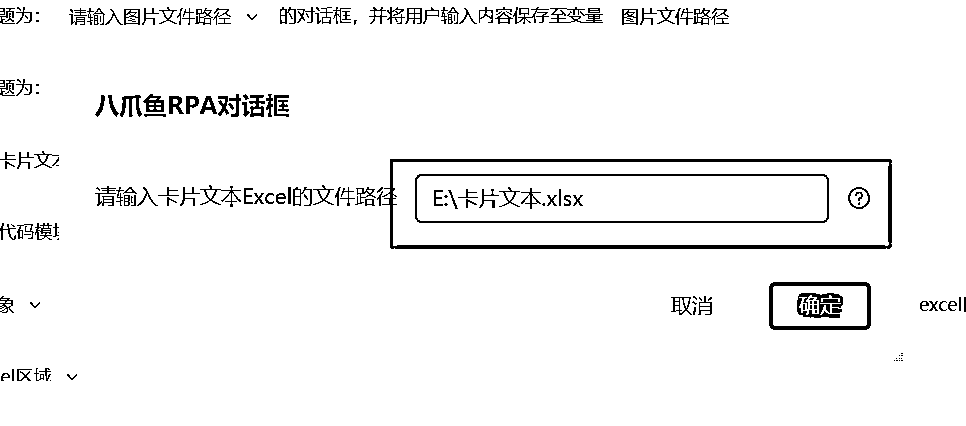 题为： 请输入图片文件路径 的对话框，并将用户输入内容保存至变量 图片文件路径
题为：
八爪鱼RPA对话框
卡片文
请输入卡片文本Excel的文件路径 E:\卡片文本.xlsx
代码模
象
取消 确定 excell
el区域